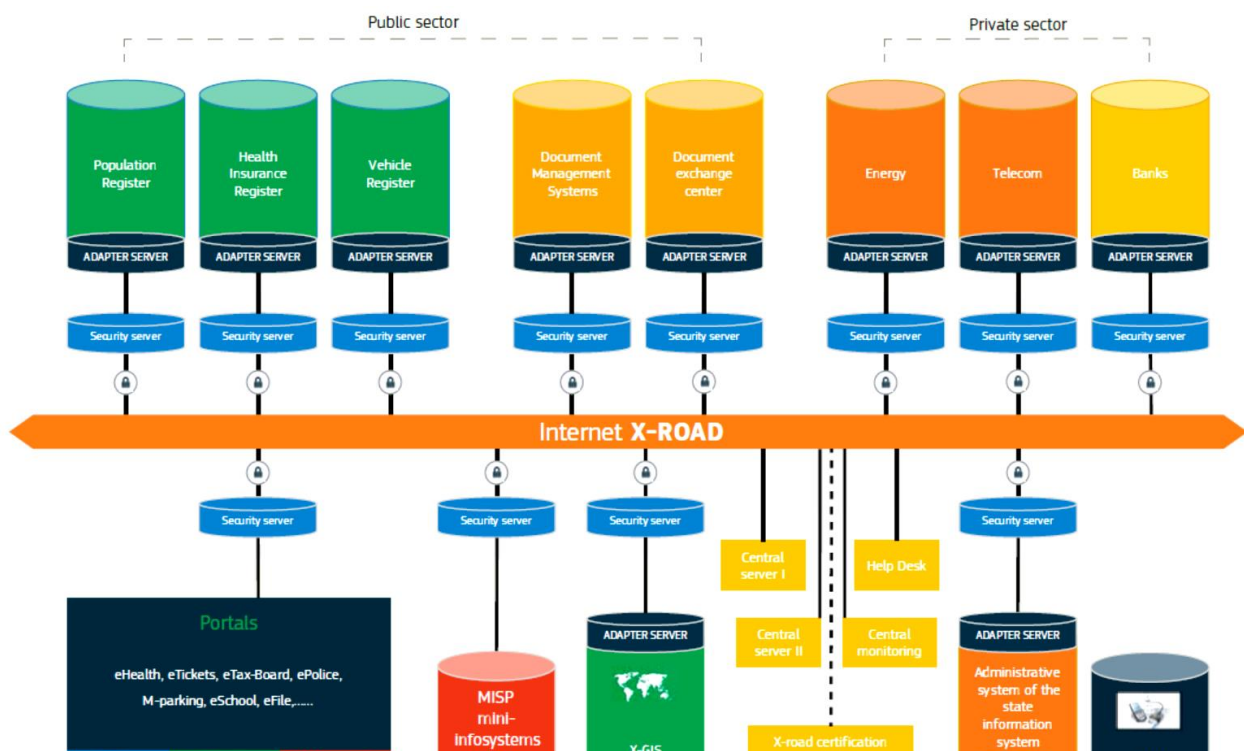 Public sector
Private sector
Population
Register
Health
Insurance
Register
Vehicle
Register
Document
Management
Systems
Document
exchange
center
Energy
Telecom
Banks
ADAPTER SERVER
ADAPTER SERVER
ADAPTER SERVER
ADAPTER SERVER
ADAPTER SERVER
ADAPTER SERVER
ADAPTER SERVER
ADAPTER SERVER
Security server
Security server
Security server
Security server
Security server
Security server
Security server
Security server
Internet X-ROAD
Security server
Security server
Security server
Security server
Central
server I
Help Desk
Portals
eHealth, eTickets, eTax-Board, ePolice,
M-parking, eSchool, eFile,......
MISP
mini-
infosystems
ADAPTER SERVER
X-GIS
Central
server II
Central
monitoring
X-road certification
ADAPTER SERVER
Administrative
system of the
state
information
system